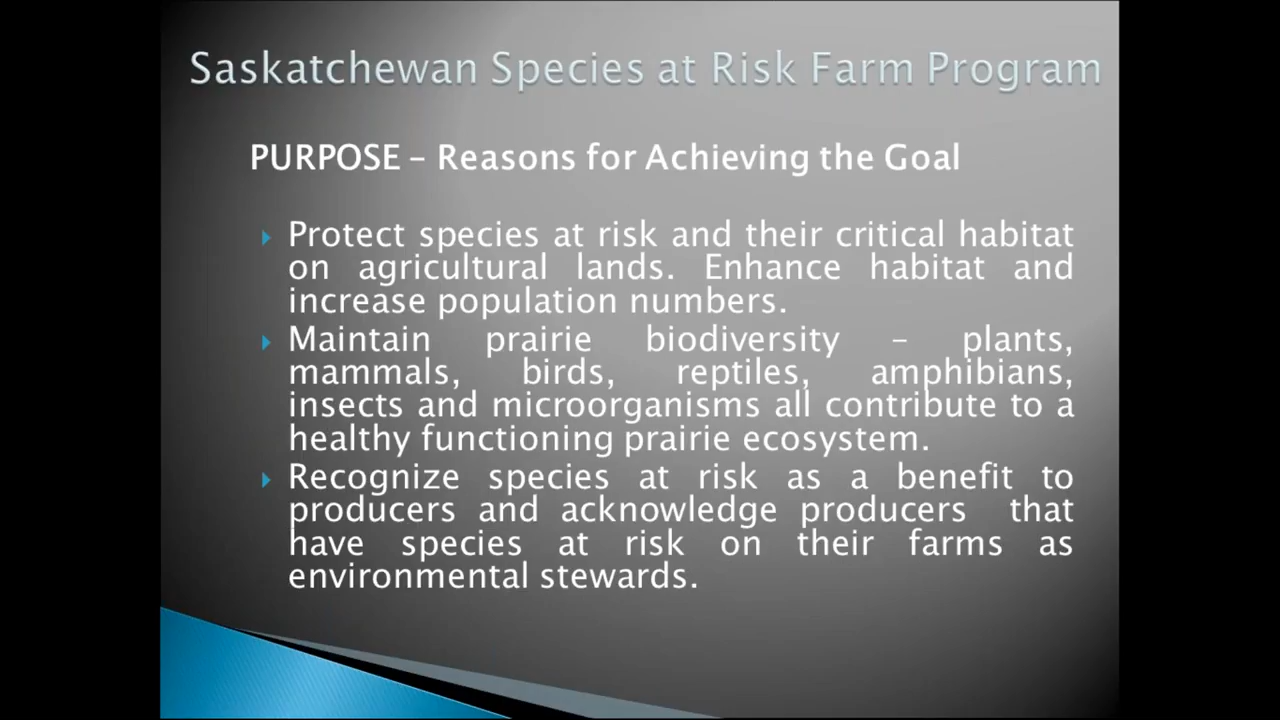 Saskatchewan Species at Risk Farm Program
PURPOSE – Reasons for Achieving the Goal
Protect species at risk and their critical habitat
on agricultural lands. Enhance habitat and
increase population numbers.
Maintain prairie biodiversity – plants,
mammals, birds, reptiles, amphibians,
insects and microorganisms all contribute to a
healthy functioning prairie ecosystem.
Recognize species at risk as a benefit to
producers and acknowledge producers that
have species at risk on their farms as
environmental stewards.